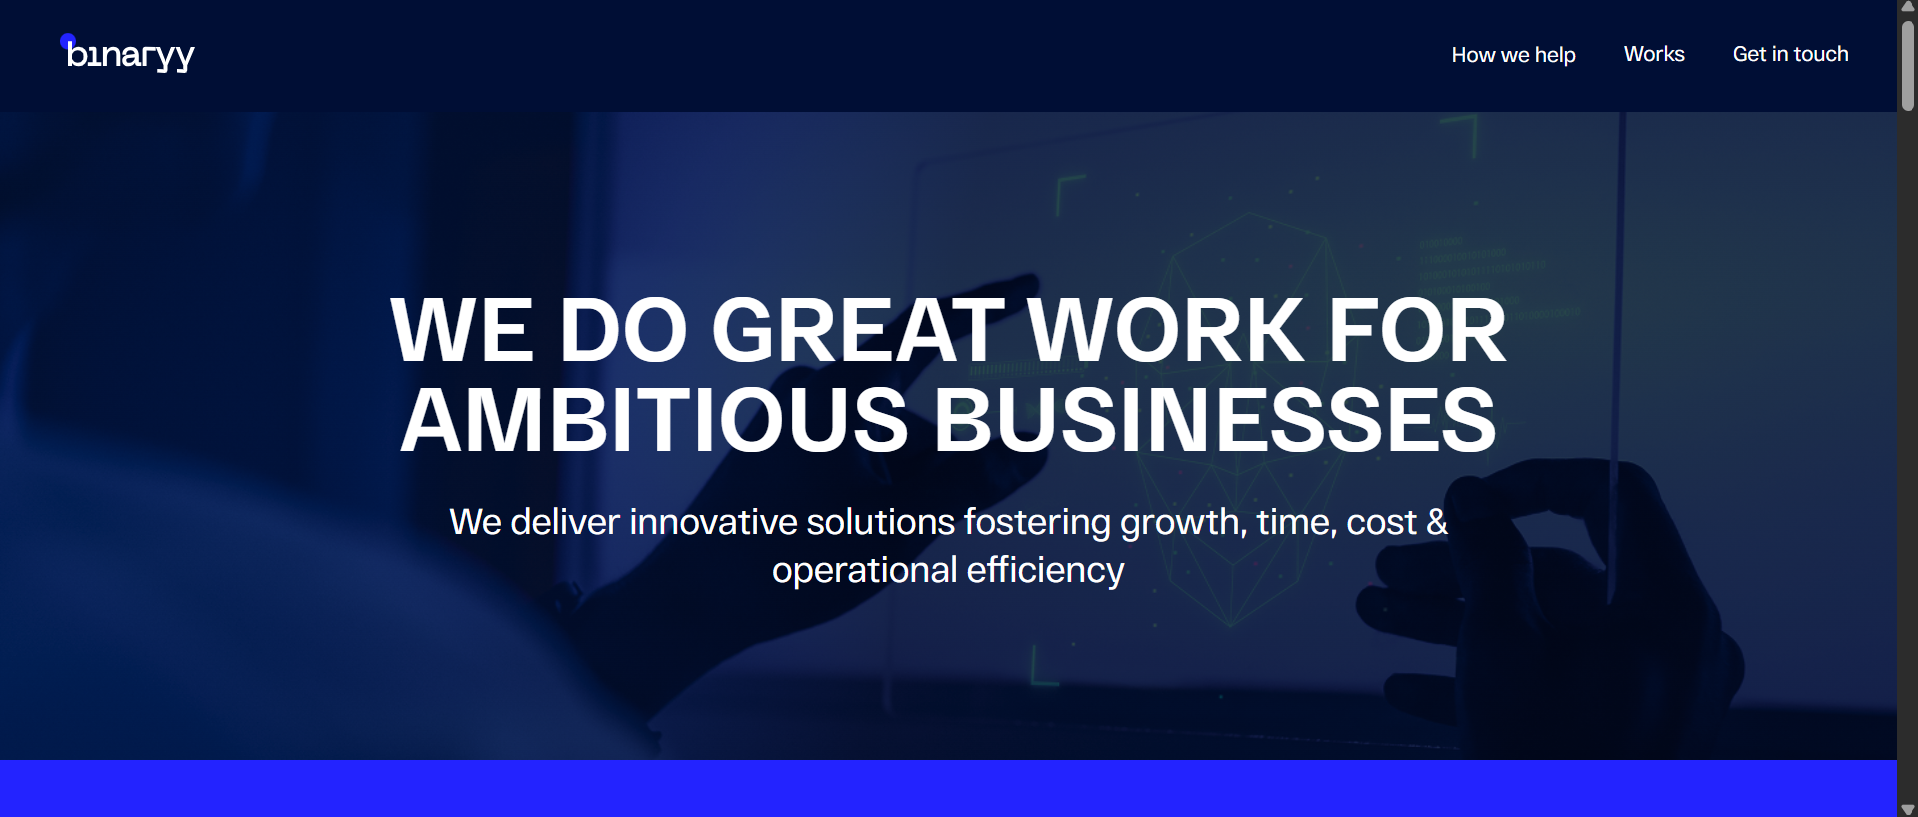 binaryy
How we help
Works
Get in touch
WE DO GREAT WORK FOR
AMBITIOUS BUSINESSES
We deliver innovative solutions fostering growth, time, cost &
operational efficiency